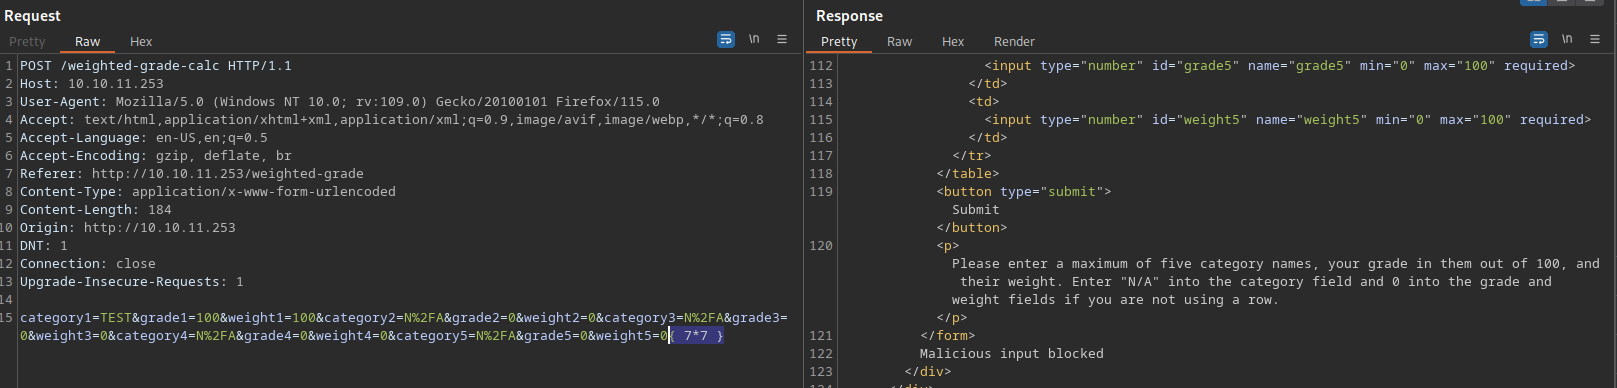 Request
Pretty Raw Hex \n
1 POST /weighted-grade-calc HTTP/1.1
2 Host: 10.10.11.253
3 User-Agent: Mozilla/5.0 (Windows NT 10.0; rv:109.0) Gecko/20100101 Firefox/115.0
4 Accept: text/html,application/xhtml+xml,application/xml;q=0.9,image/avif,image/webp,*/*;q=0.8
5 Accept-Language: en-US,en;q=0.5
6 Accept-Encoding: gzip, deflate, br
7 Referer: http://10.10.11.253/weighted-grade
8 Content-Type: application/x-www-form-urlencoded
9 Content-Length: 184
10 Origin: http://10.10.11.253
11 DNT: 1
12 Connection: close
13 Upgrade-Insecure-Requests: 1
14
15 category1=TEST&grade1=100&weight1=100&category2=N%2FA&grade2=0&weight2=0&category3=N%2FA&grade3=
0&weight3=0&category4=N%2FA&grade4=0&weight4=0&category5=N%2FA&grade5=0&weight5=0{ 7*7 }
Response
Pretty Raw Hex Render \n
112 <input type="number" id="grade5" name="grade5" min="0" max="100" required>
113 </td>
114 <td>
115 <input type="number" id="weight5" name="weight5" min="0" max="100" required>
116 </td>
117 </tr>
118 </table>
119 <button type="submit">
Submit
</button>
120 <p>
Please enter a maximum of five category names, your grade in them out of 100, and
their weight. Enter "N/A" into the category field and 0 into the grade and
weight fields if you are not using a row.
</p>
121 </form>
122 Malicious input blocked
123 </div>